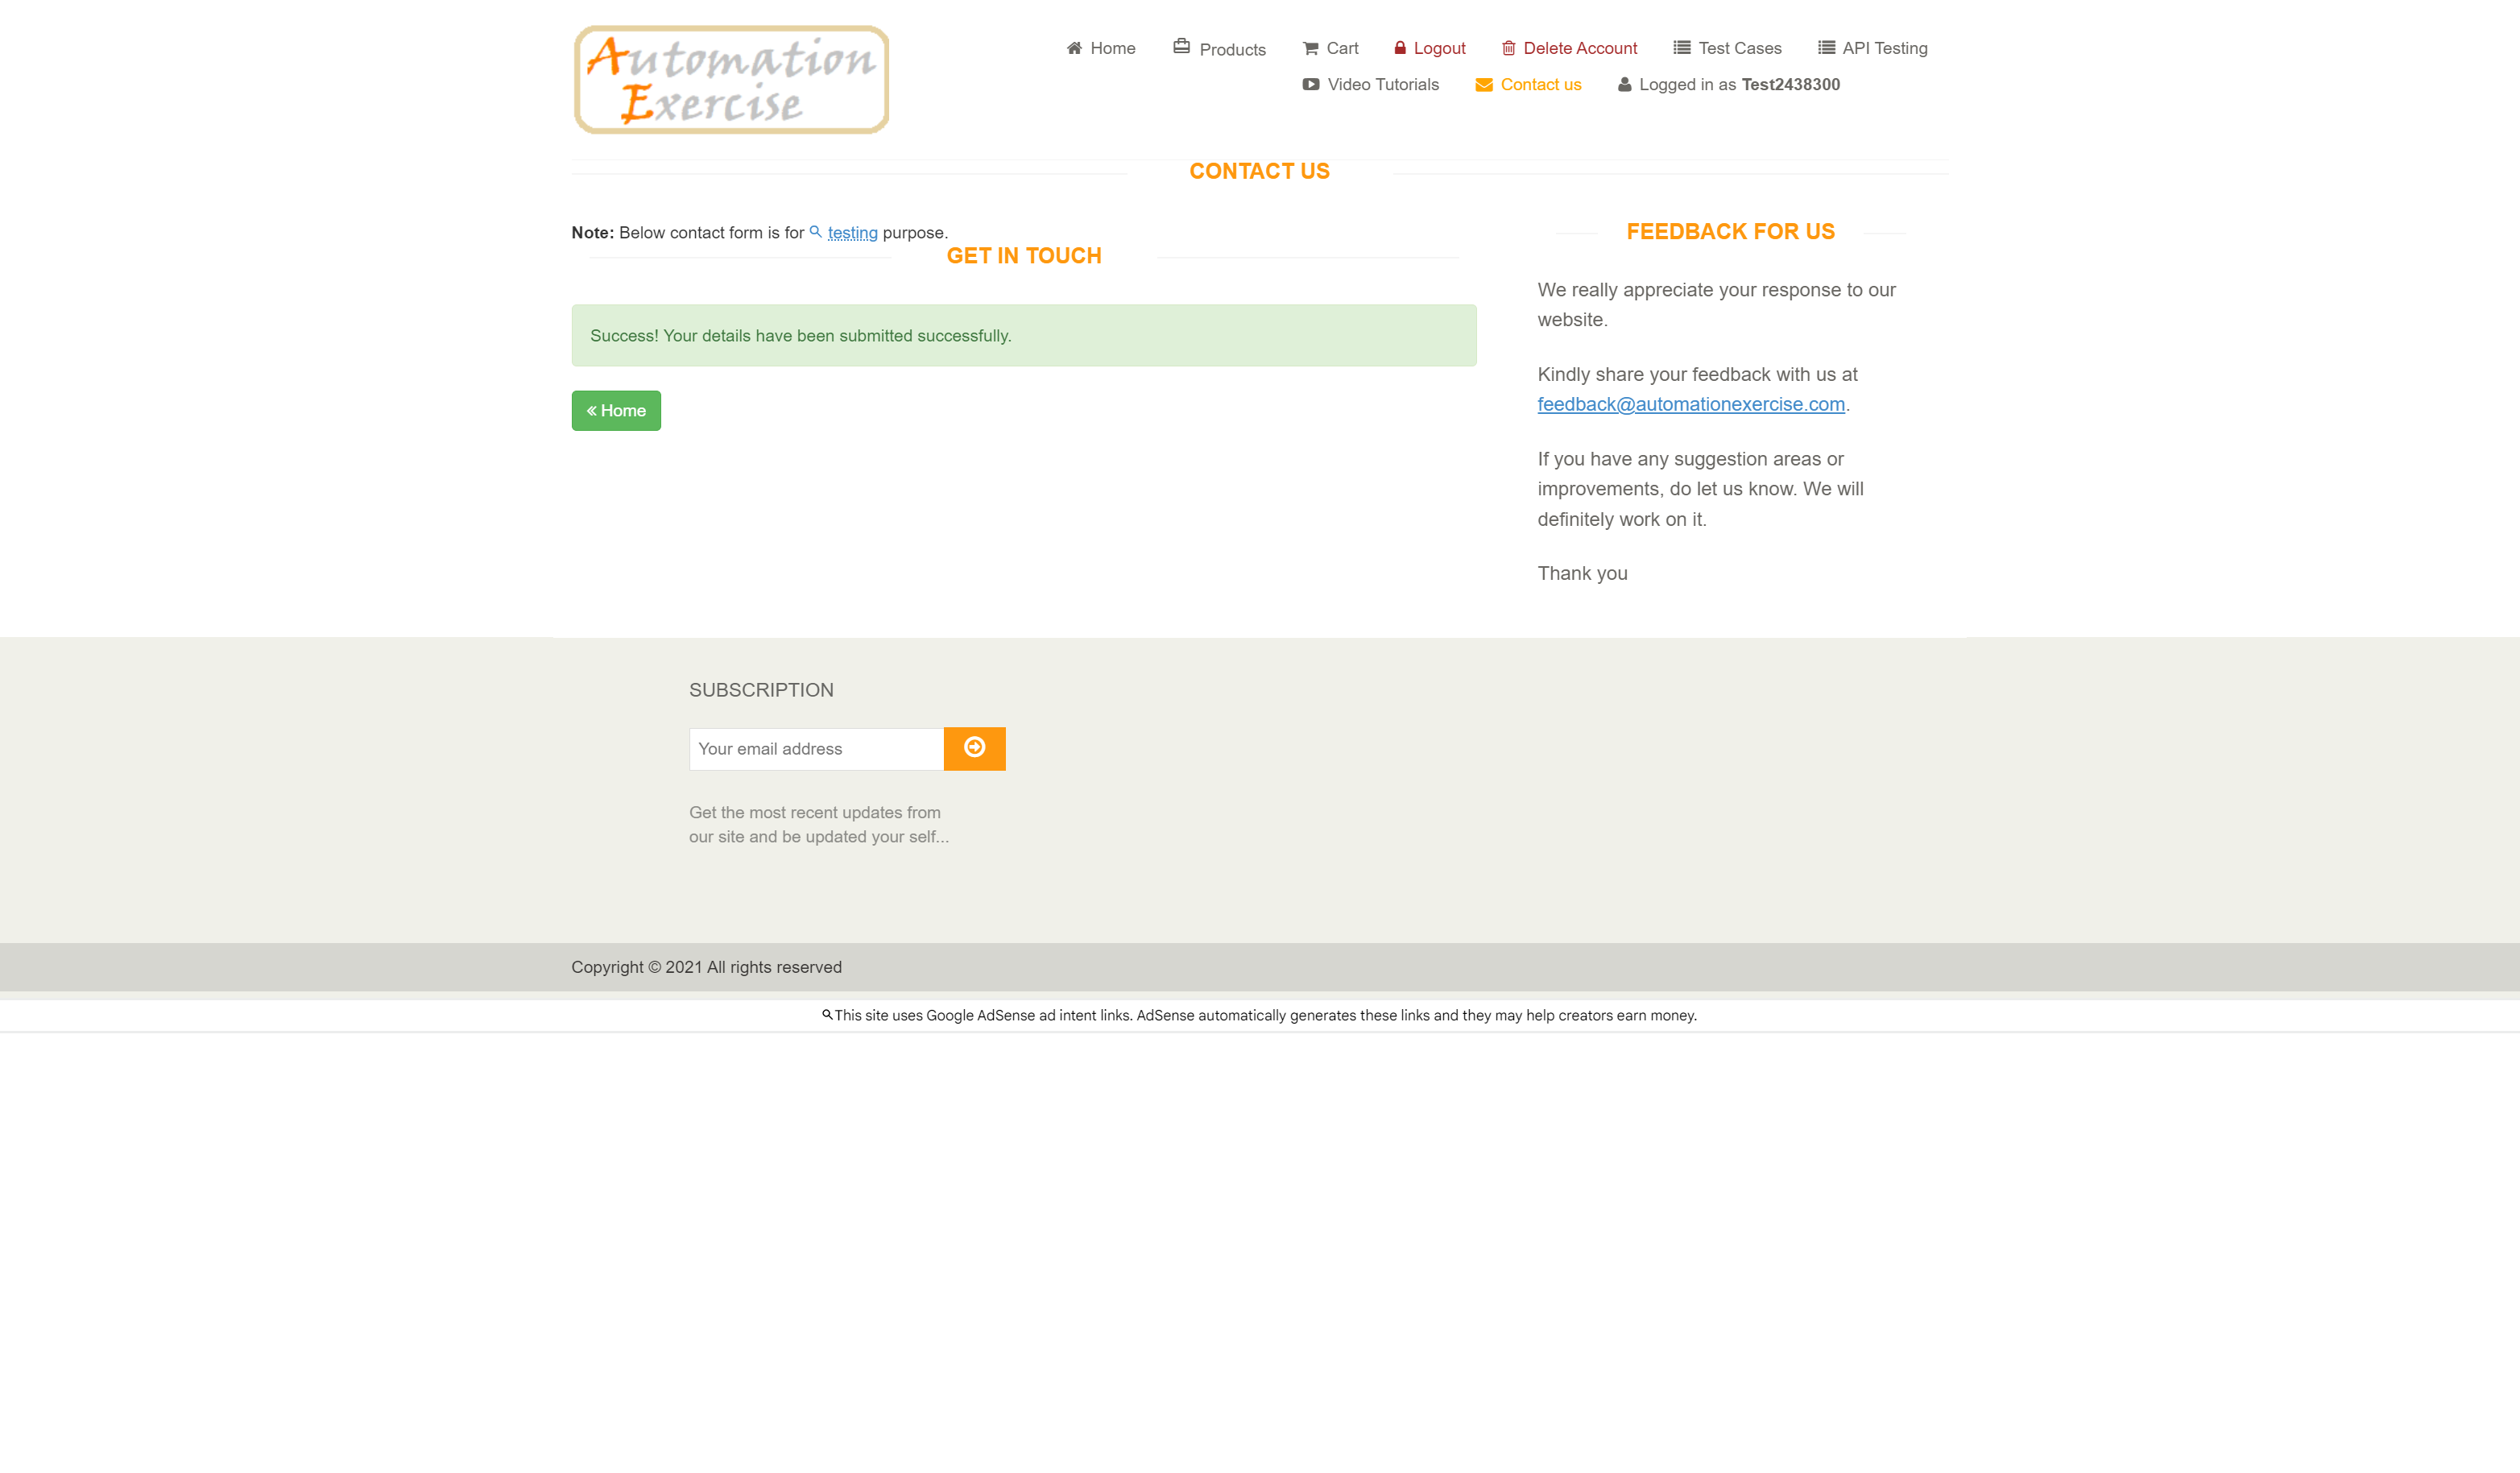 Automation
Exercise
Home Products Cart Logout Delete Account Test Cases API Testing
Video Tutorials Contact us Logged in as Test2438300
CONTACT US
Note: Below contact form is for testing purpose.
GET IN TOUCH
Success! Your details have been submitted successfully.
« Home
FEEDBACK FOR US
We really appreciate your response to our
website.
Kindly share your feedback with us at
feedback@automationexercise.com.
If you have any suggestion areas or
improvements, do let us know. We will
definitely work on it.
Thank you
SUBSCRIPTION
Your email address
Get the most recent updates from
our site and be updated your self...
Copyright © 2021 All rights reserved
This site uses Google AdSense ad intent links. AdSense automatically generates these links and they may help creators earn money.